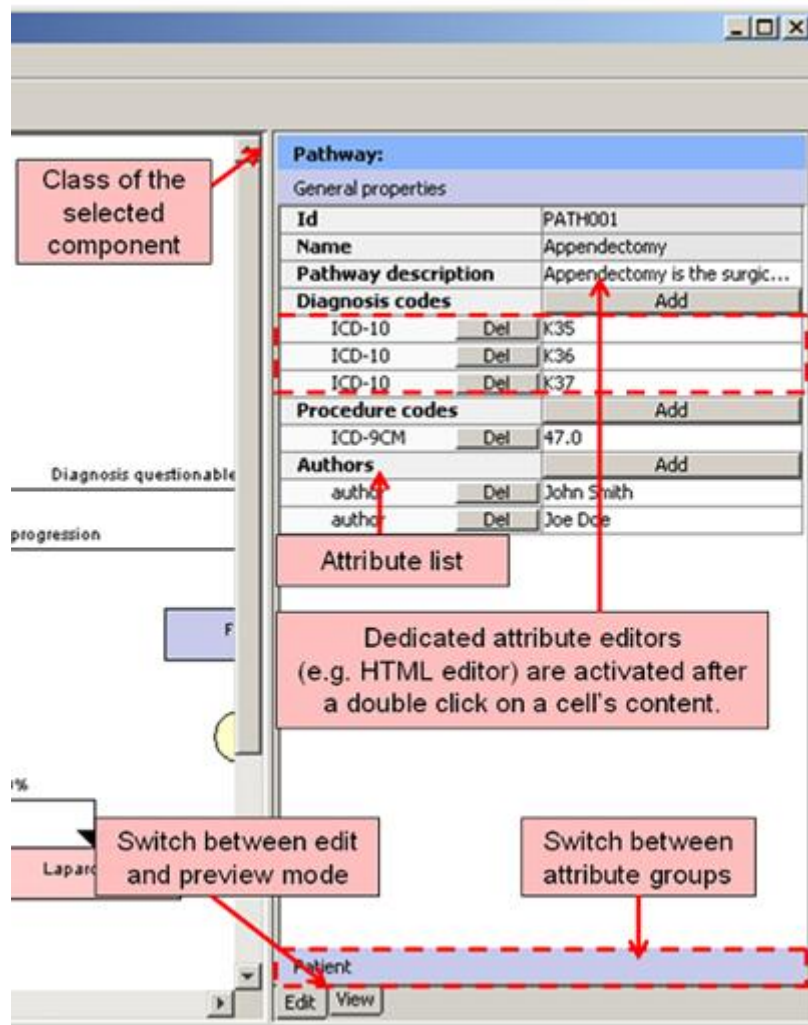 Class of the
selected
component
Pathway:
General properties
Id PATH001
Name Appendectomy
Pathway description Appendectomy is the surgic...
Diagnosis codes Add
ICD-10 Del K35
ICD-10 Del K36
ICD-10 Del K37
Procedure codes Add
ICD-9CM Del 47.0
Authors Add
author Del John Smith
author Del Joe Doe
Diagnosis questionable
progression
Attribute list
F
Dedicated attribute editors
(e.g. HTML editor) are activated after
a double click on a cell's content.
%
Switch between edit
and preview mode
Laparo
Switch between
attribute groups
Patient
Edit View